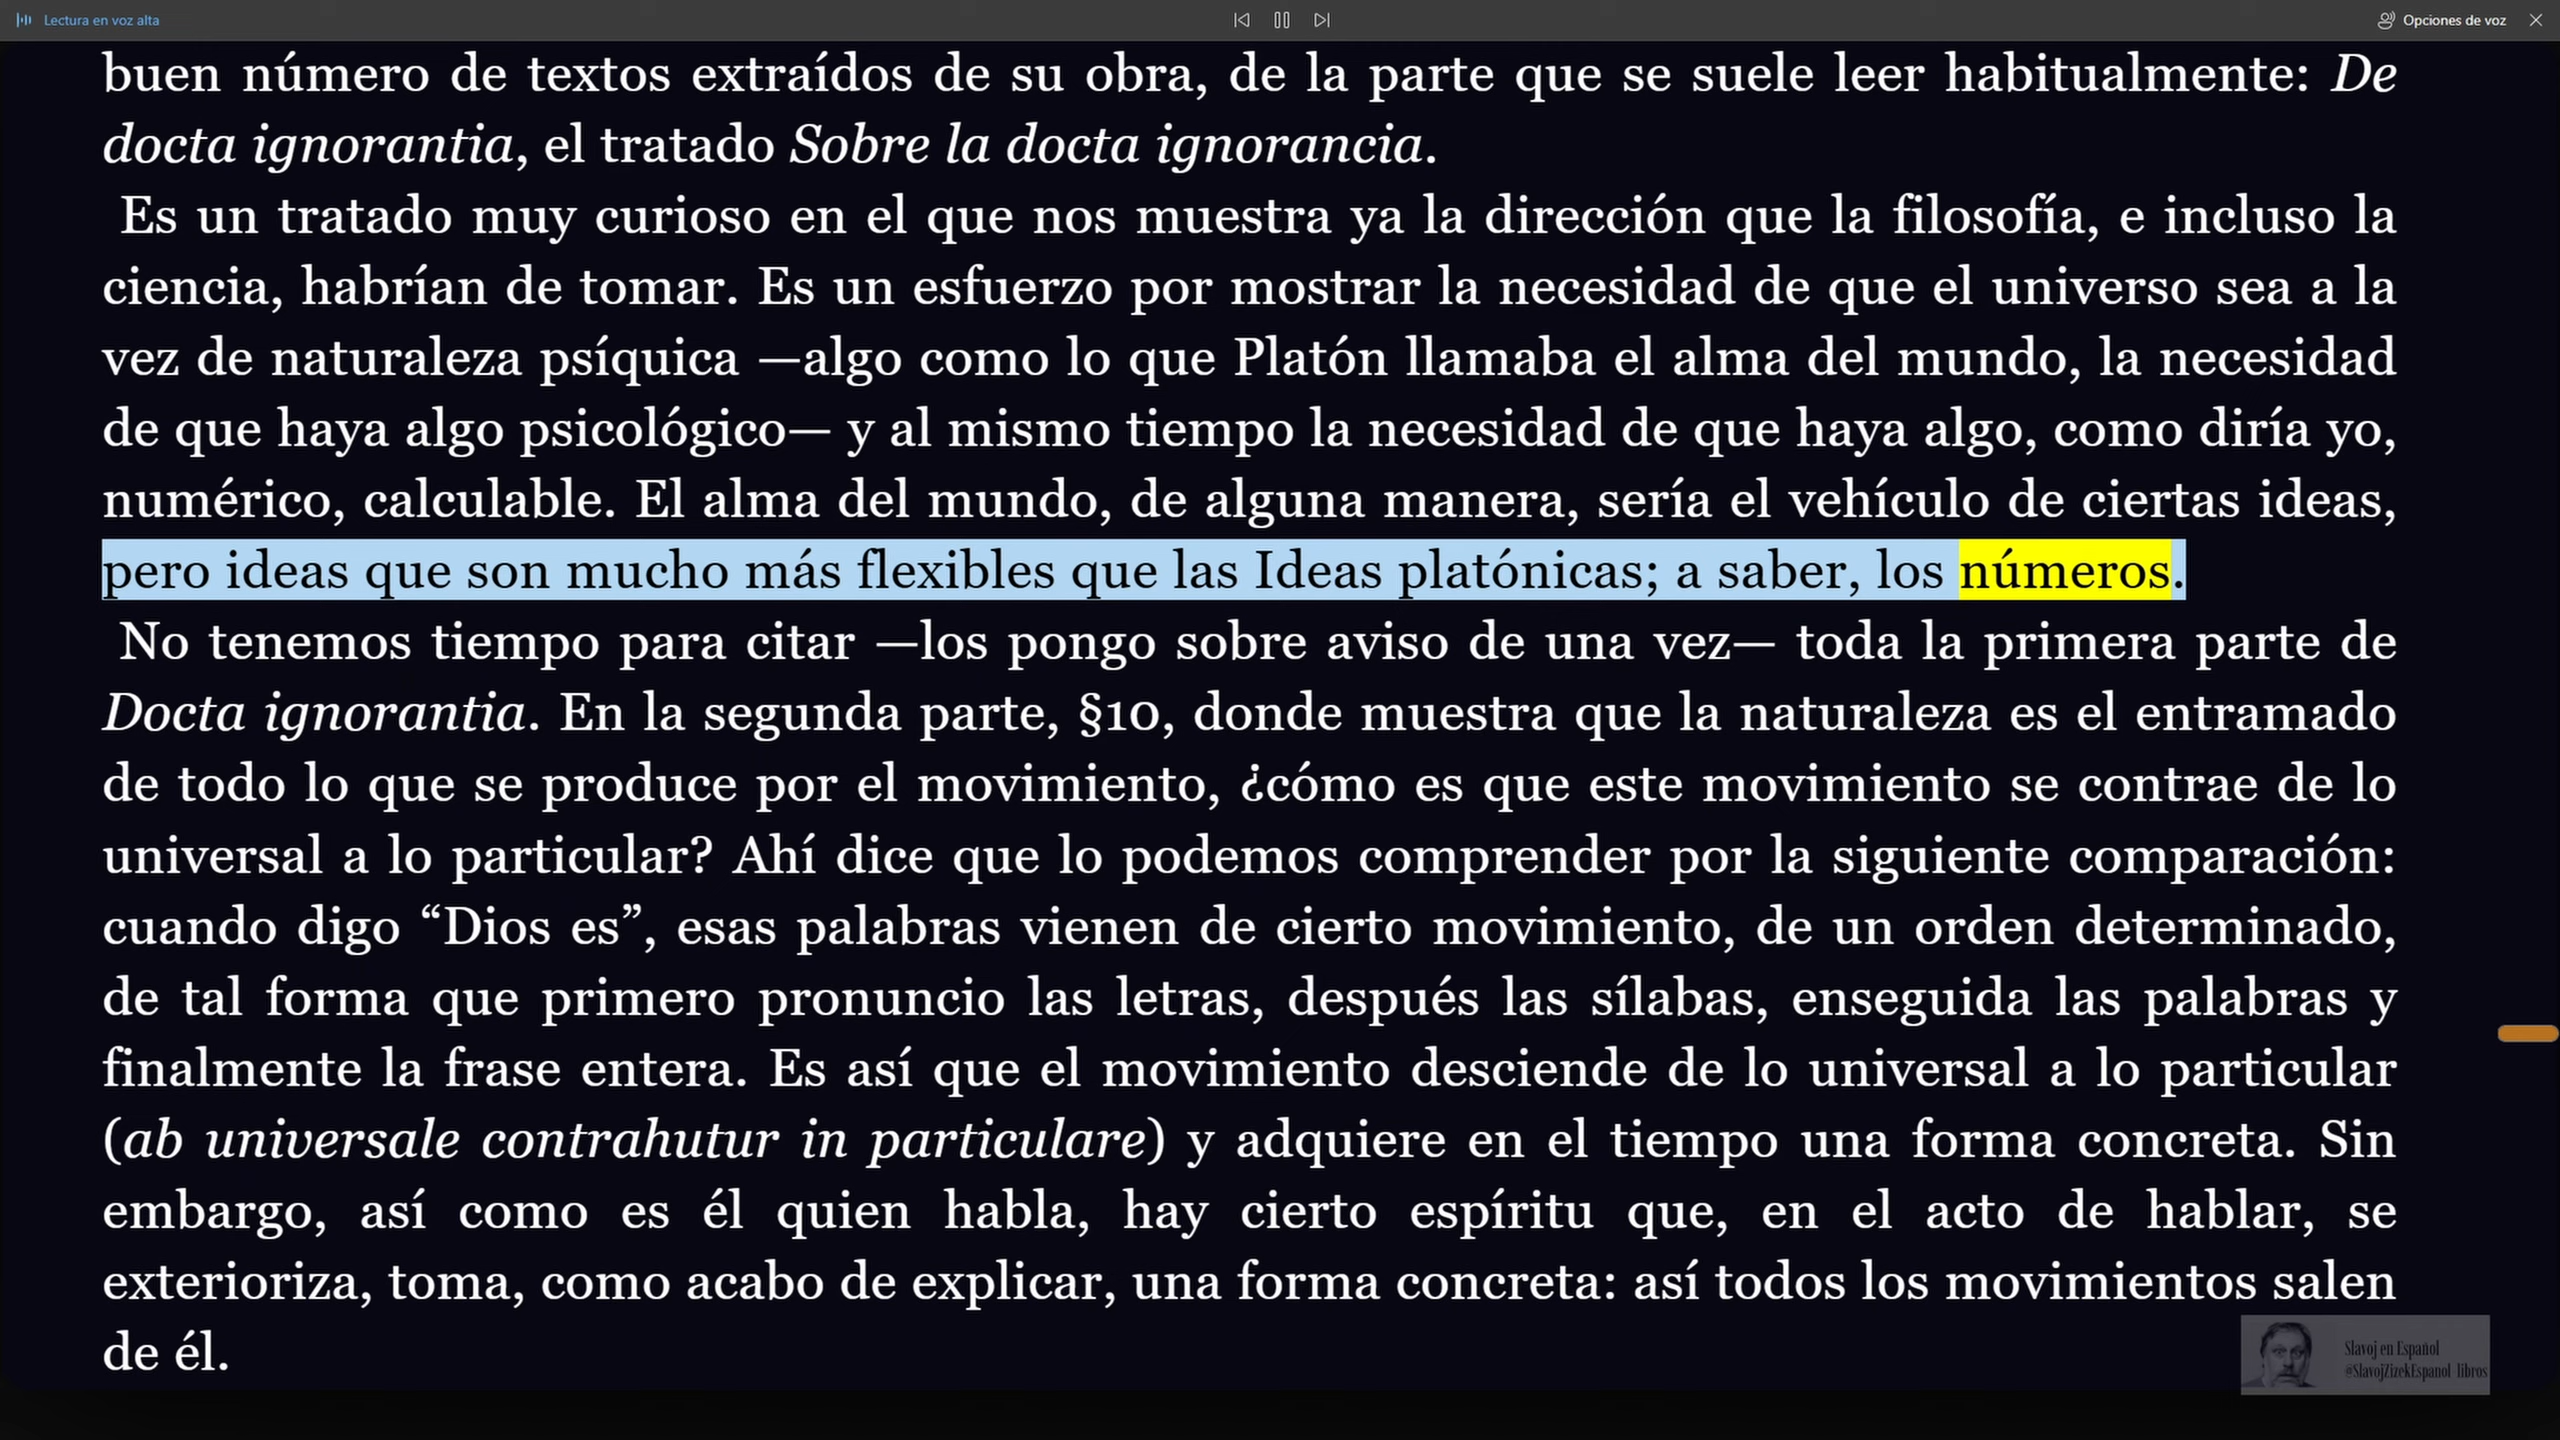 Lectura en voz alta
Opciones de voz
buen número de textos extraídos de su obra, de la parte que se suele leer habitualmente: De
docta ignorantia, el tratado Sobre la docta ignorancia.
Es un tratado muy curioso en el que nos muestra ya la dirección que la filosofía, e incluso la
ciencia, habrían de tomar. Es un esfuerzo por mostrar la necesidad de que el universo sea a la
vez de naturaleza psíquica —algo como lo que Platón llamaba el alma del mundo, la necesidad
de que haya algo psicológico— y al mismo tiempo la necesidad de que haya algo, como diría yo,
numérico, calculable. El alma del mundo, de alguna manera, sería el vehículo de ciertas ideas,
pero ideas que son mucho más flexibles que las Ideas platónicas; a saber, los números.
No tenemos tiempo para citar —los pongo sobre aviso de una vez— toda la primera parte de
Docta ignorantia. En la segunda parte, §10, donde muestra que la naturaleza es el entramado
de todo lo que se produce por el movimiento, ¿cómo es que este movimiento se contrae de lo
universal a lo particular? Ahí dice que lo podemos comprender por la siguiente comparación:
cuando digo “Dios es”, esas palabras vienen de cierto movimiento, de un orden determinado,
de tal forma que primero pronuncio las letras, después las sílabas, enseguida las palabras y
finalmente la frase entera. Es así que el movimiento desciende de lo universal a lo particular
(ab universale contrahutur in particulare) y adquiere en el tiempo una forma concreta. Sin
embargo, así como es él quien habla, hay cierto espíritu que, en el acto de hablar, se
exterioriza, toma, como acabo de explicar, una forma concreta: así todos los movimientos salen
de él.
Slavoj en Español
@SlavojZizekEspanol_libros